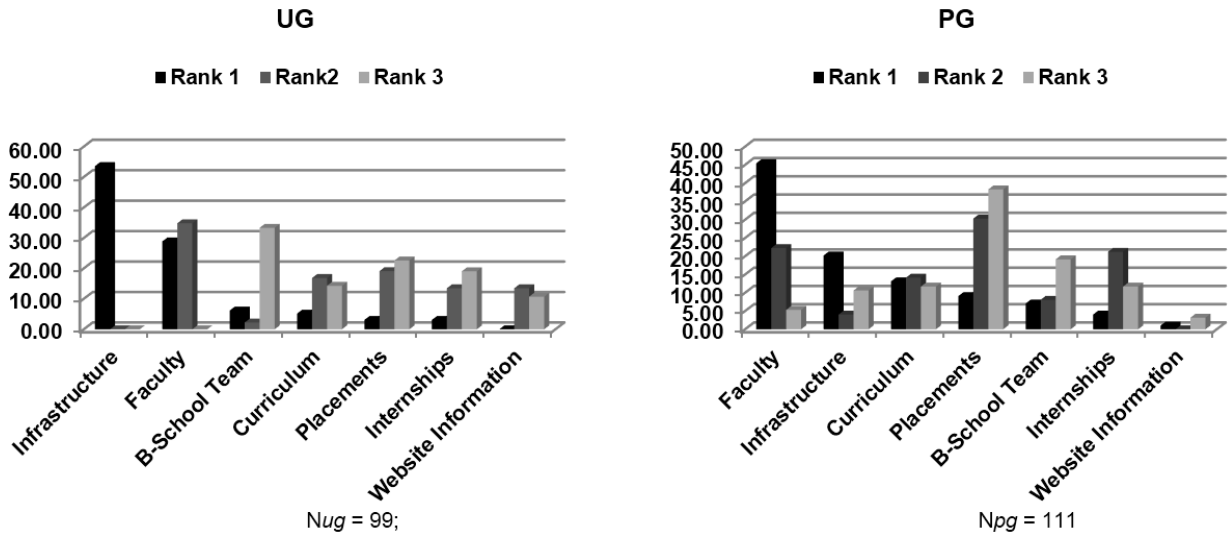 UG
Rank 1 Rank2 Rank 3
60.00
50.00
40.00
30.00
20.00
10.00
0.00
Infrastructure
Faculty
B-School Team
Curriculum
Placements
Internships
Website Information
Nug = 99;
PG
Rank 1 Rank 2 Rank 3
50.00
45.00
40.00
35.00
30.00
25.00
20.00
15.00
10.00
5.00
0.00
Faculty
Infrastructure
Curriculum
Placements
B-School Team
Internships
Website Information
Npg = 111